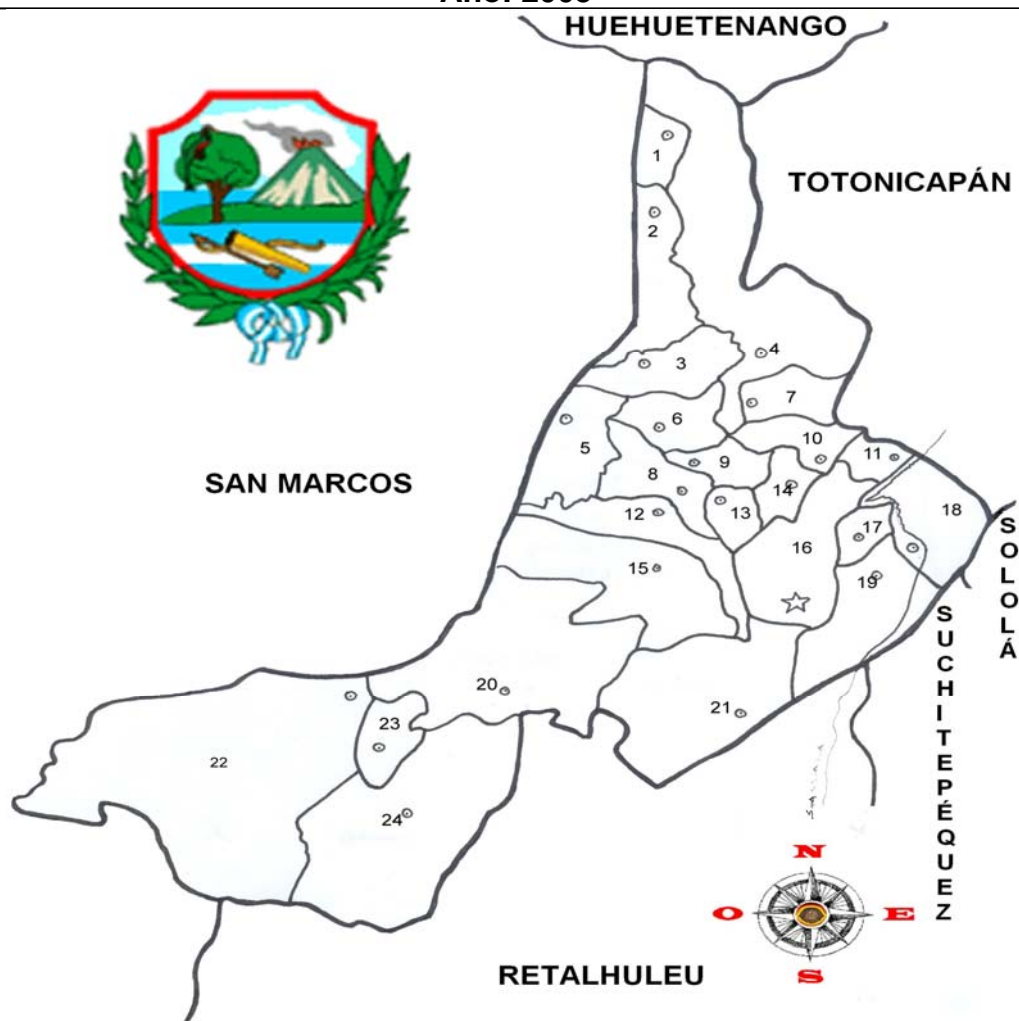 HUEHUETENANGO
1
TOTONICAPÁN
2
4
3
7
6
10
5
11
SAN MARCOS
8
9
14
18
12
13
17
16
SOLOLÁ
15
19
SUCHITEPÉQUEZ
20
21
23
22
24
N
O
E
S
RETALHULEU